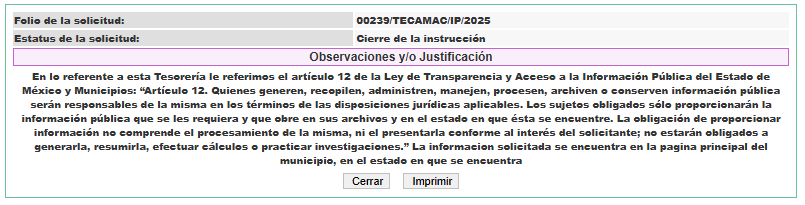 Folio de la solicitud: 00239/TECAMAC/IP/2025
Estatus de la solicitud: Cierre de la instrucción
Observaciones y/o Justificación
En lo referente a esta Tesorería le referimos el artículo 12 de la Ley de Transparencia y Acceso a la Información Pública del Estado de
México y Municipios: “Artículo 12. Quienes generen, recopilen, administren, manejen, procesen, archiven o conserven información pública
serán responsables de la misma en los términos de las disposiciones jurídicas aplicables. Los sujetos obligados sólo proporcionarán la
información pública que se les requiera y que obre en sus archivos y en el estado en que ésta se encuentre. La obligación de proporcionar
información no comprende el procesamiento de la misma, ni el presentarla conforme al interés del solicitante; no estarán obligados a
generarla, resumirla, efectuar cálculos o practicar investigaciones.” La informacion solicitada se encuentra en la pagina principal del
municipio, en el estado en que se encuentra
Cerrar Imprimir